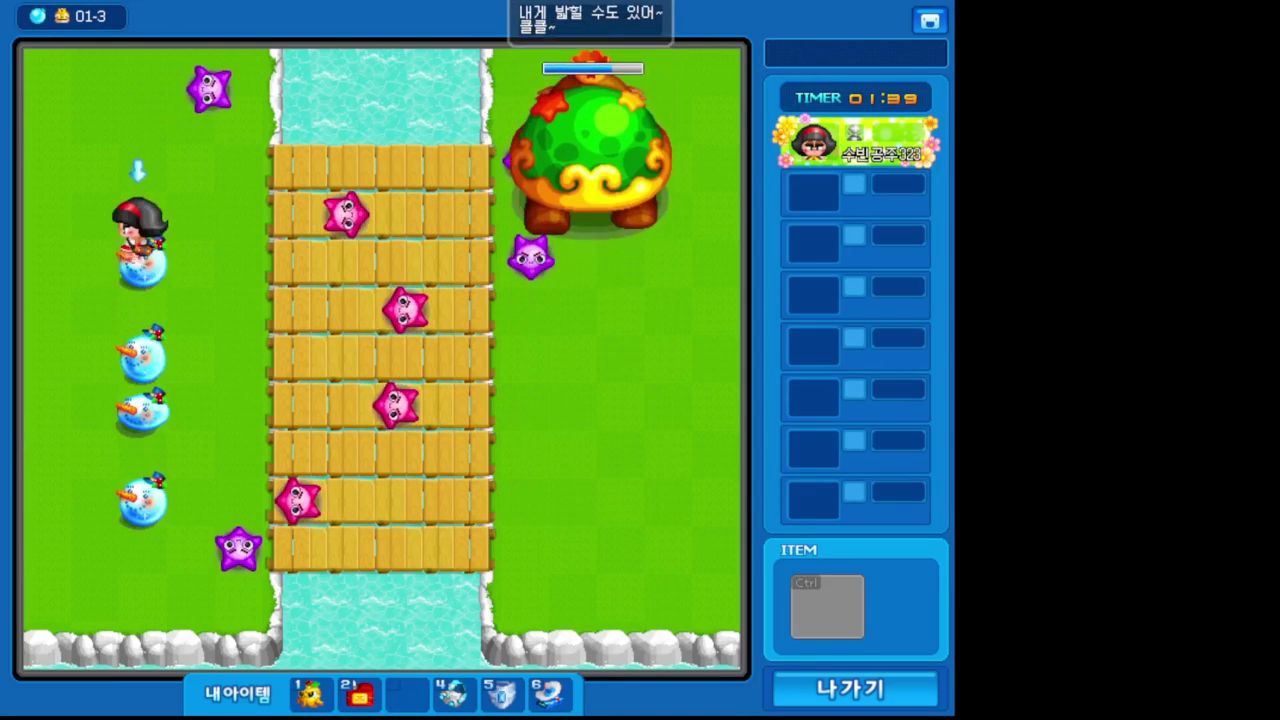 01-3
내게 밟힐 수도 있어~
클클~
TIMER 01:39
수빈공주323
ITEM
Ctrl
내아이템
1
2
4
5
6
나가기